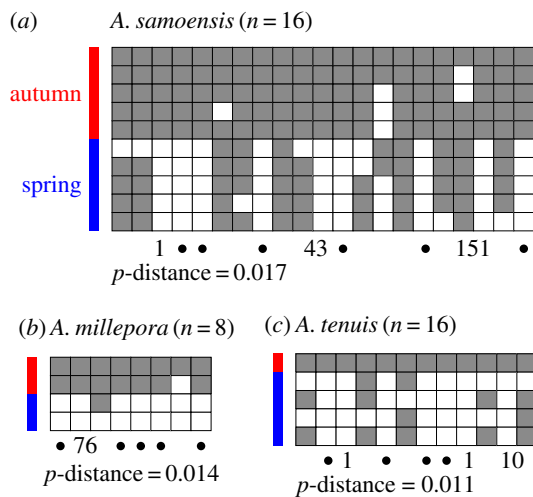 (a) A. samoensis (n = 16)
autumn
spring
1 • • • 43 • • 151 •
p-distance = 0.017
(b) A. millepora (n = 8)
• 76 • • • •
p-distance = 0.014
(c) A. tenuis (n = 16)
• 1 • • • 1 10
p-distance = 0.011